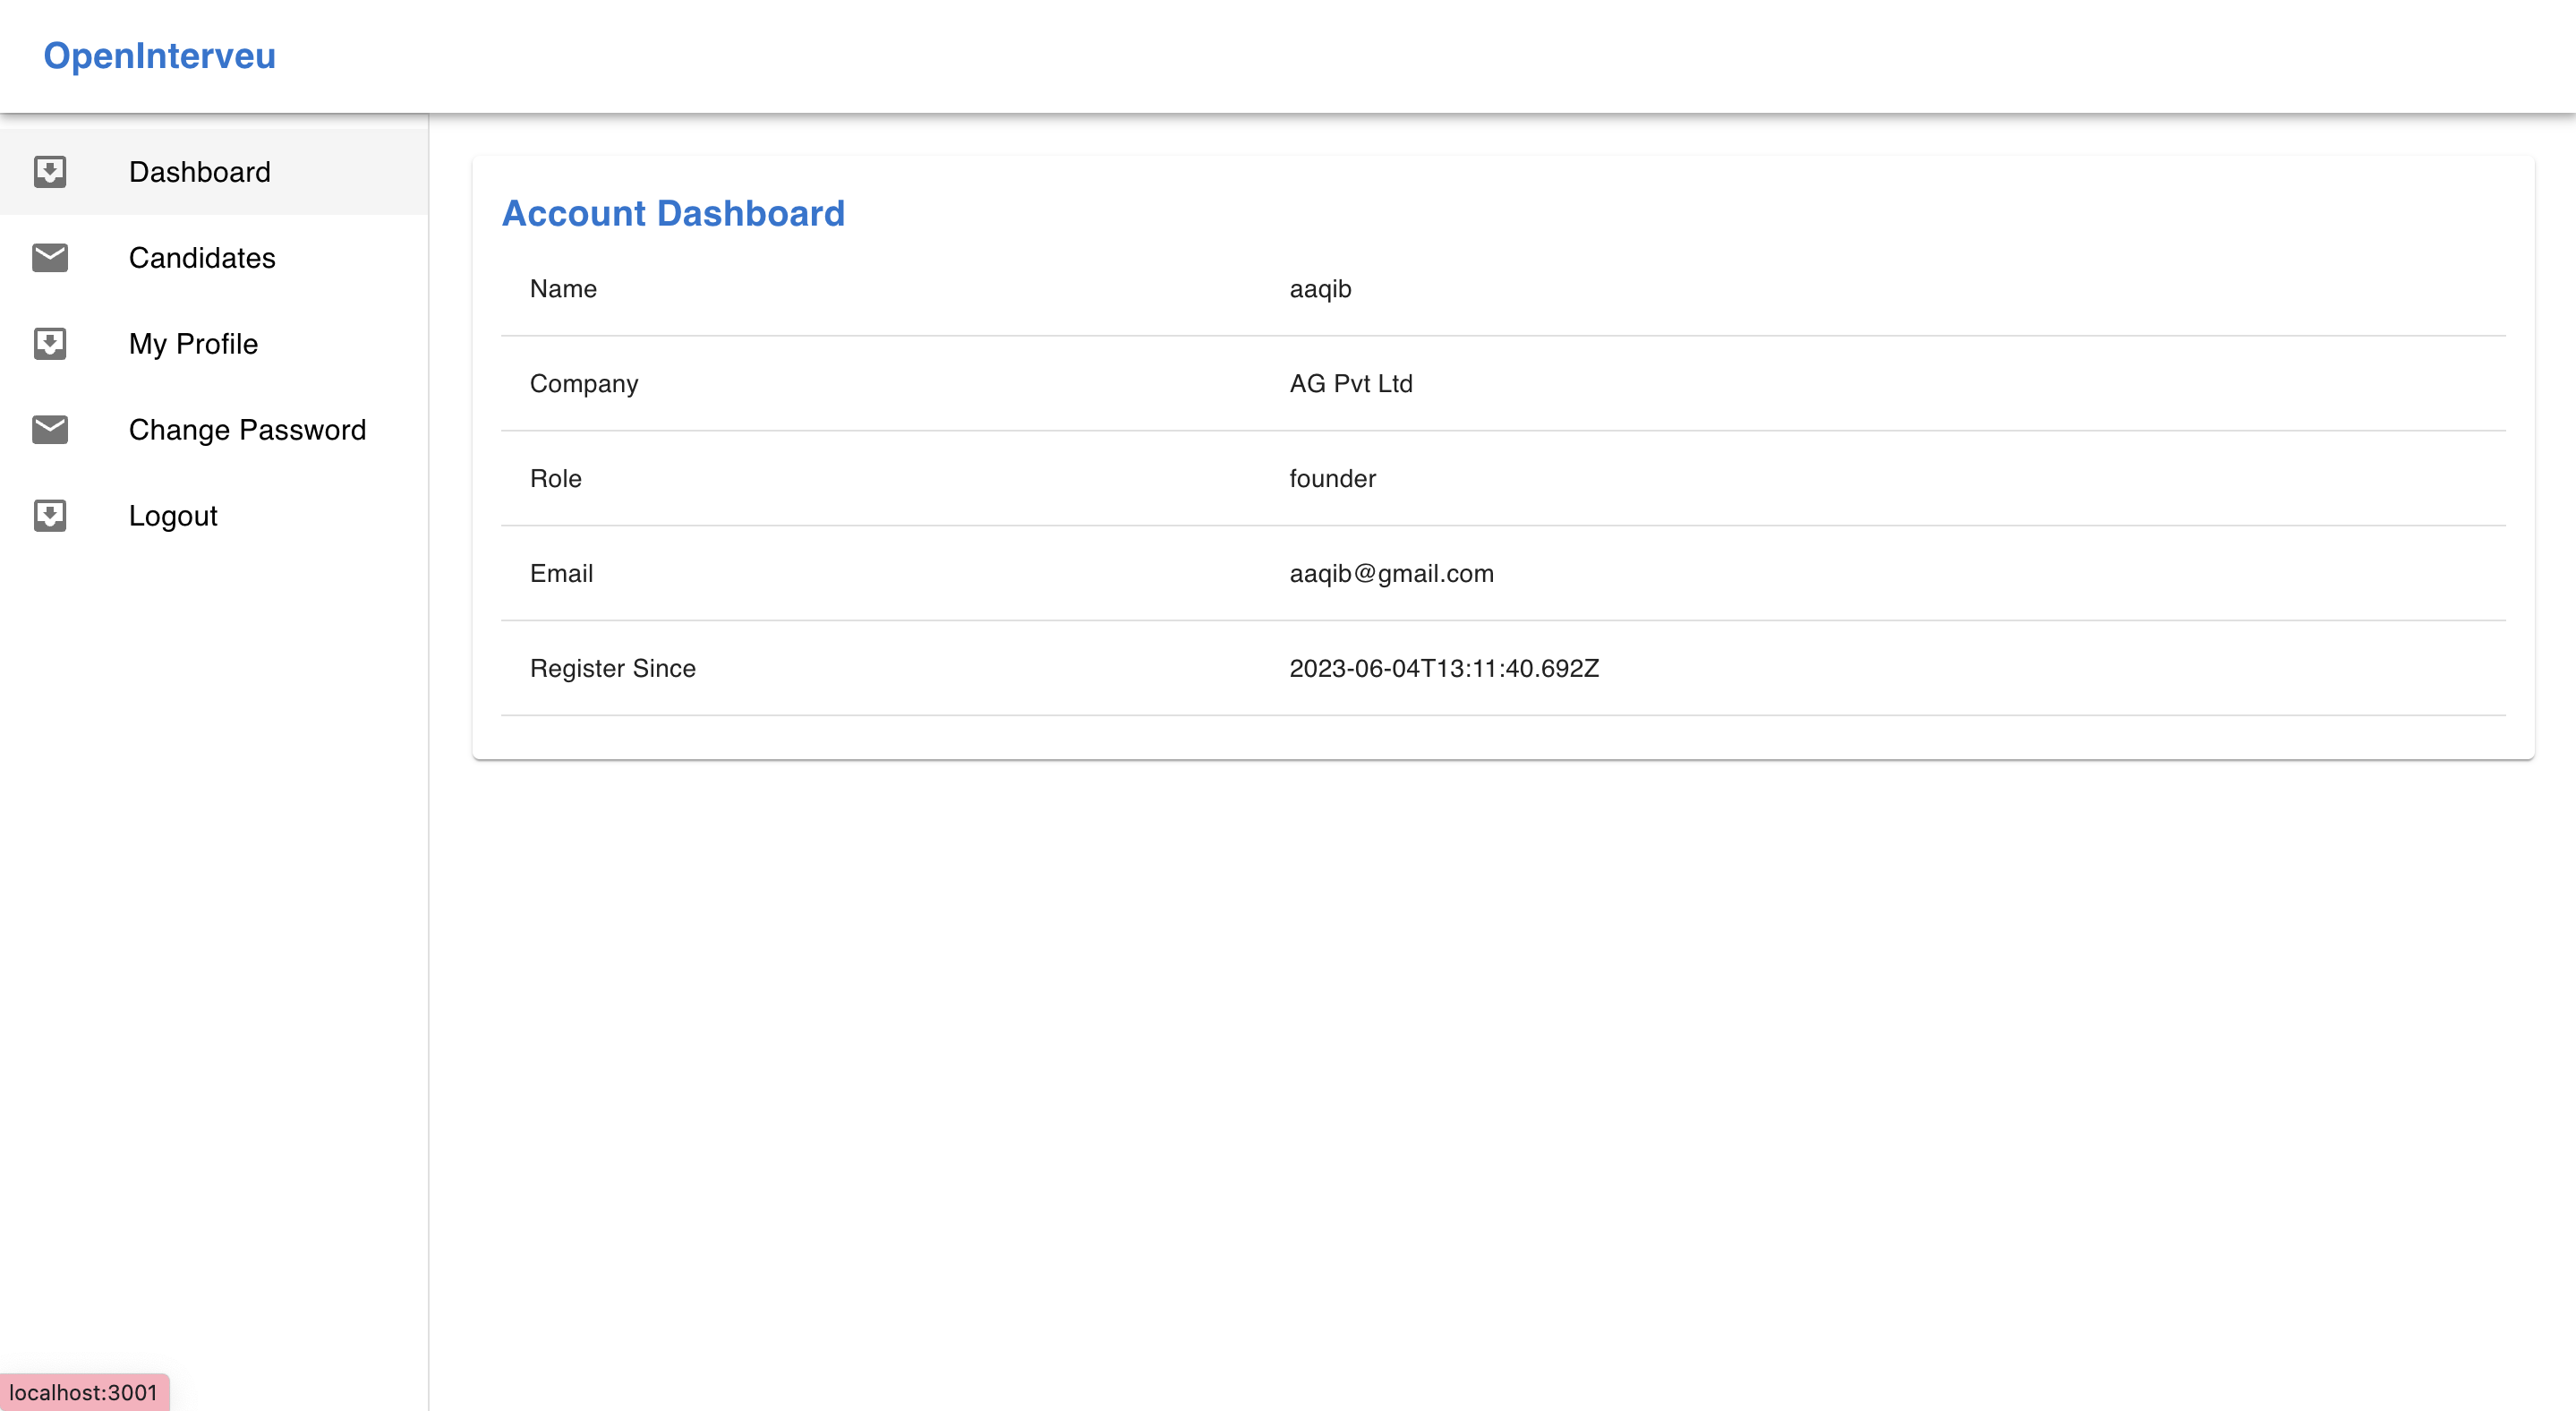 OpenInterveu
Dashboard
Candidates
My Profile
Change Password
Logout
Account Dashboard
Name aaqib
Company AG Pvt Ltd
Role founder
Email aaqib@gmail.com
Register Since 2023-06-04T13:11:40.692Z
localhost:3001